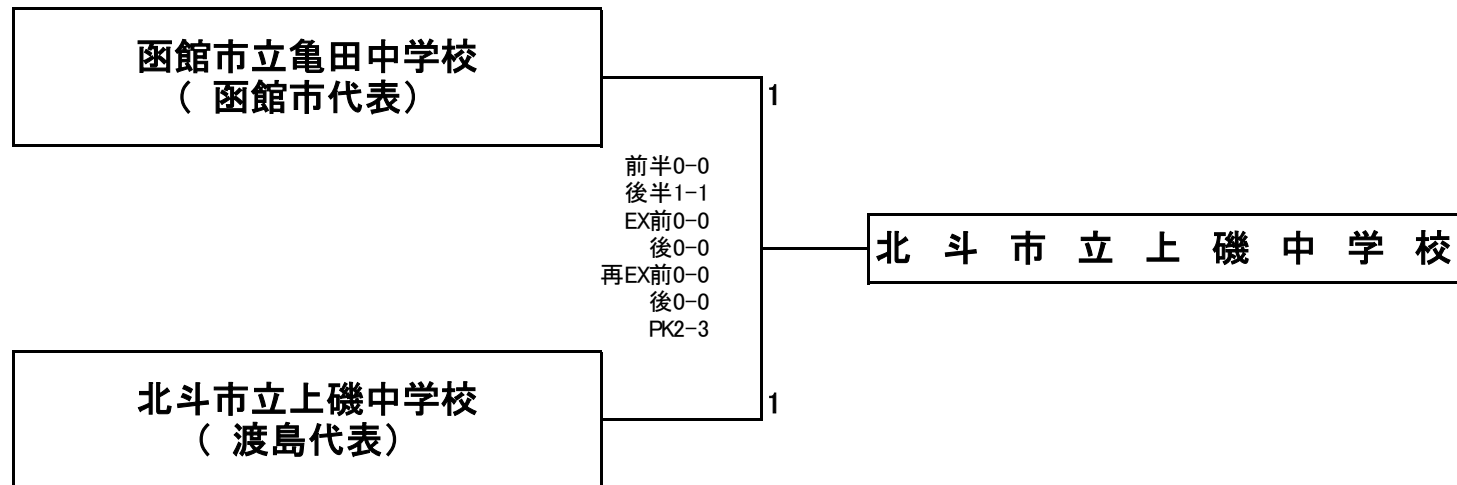 函館市立亀田中学校
（ 函館市代表）
1
前半0-0
後半1-1
EX前0-0
後0-0
再EX前0-0
後0-0
PK2-3
北斗市立上磯中学校
北斗市立上磯中学校
（ 渡島代表）
1